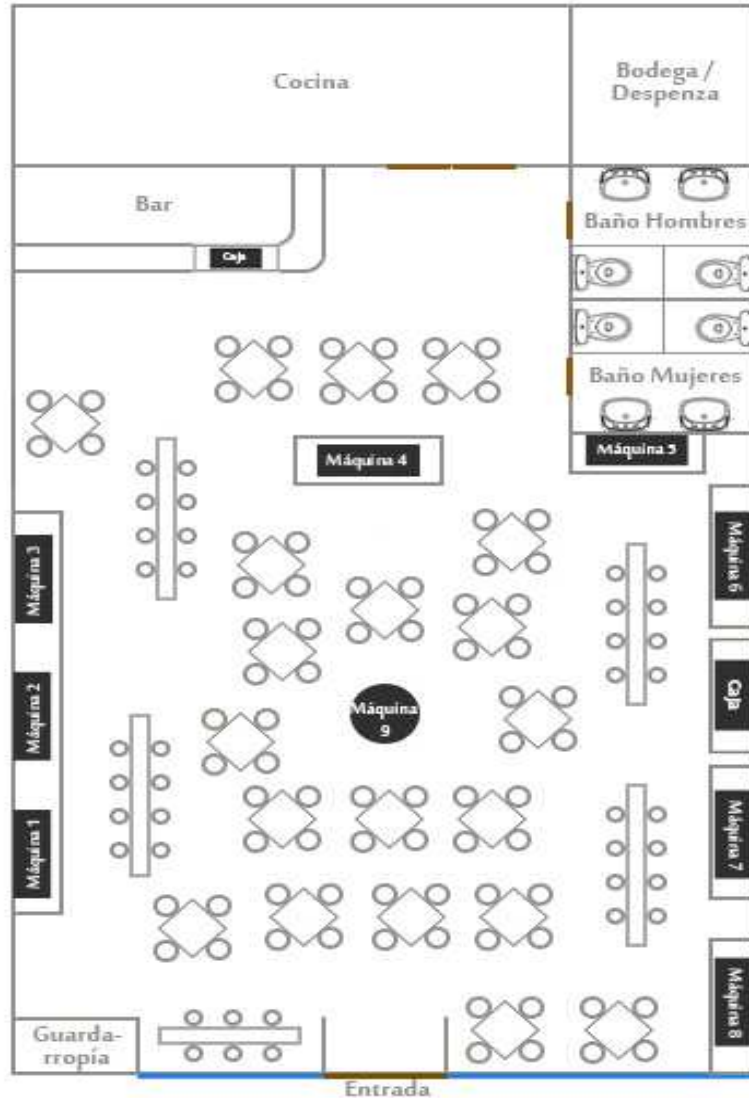 Cocina
Bodega /
Despenza
Bar
Baño Hombres
Caja
Baño Mujeres
Máquina 4
Máquina 5
Máquina 3
Máquina 6
Máquina 2
Caja
Máquina
9
Máquina 1
Máquina 7
Máquina 8
Guarda-
rropía
Entrada